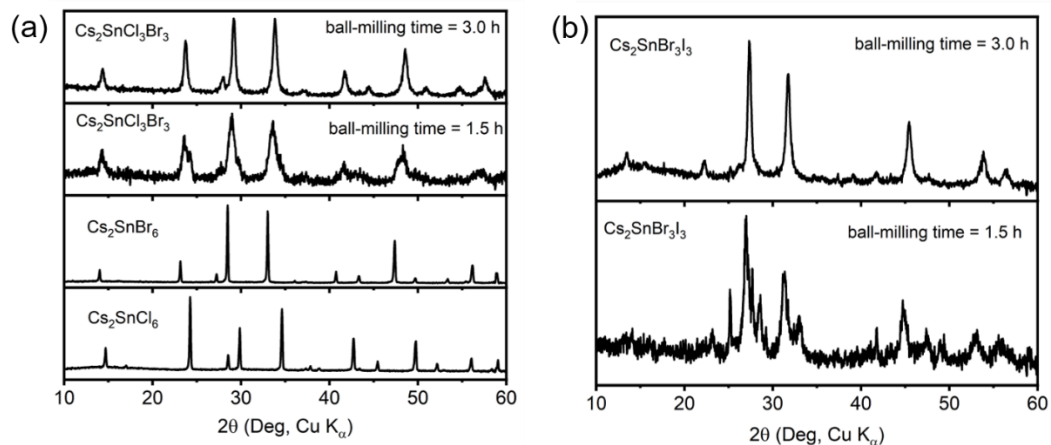 (a)
Cs₂SnCl₃Br₃
ball-milling time = 3.0 h
Cs₂SnCl₃Br₃
ball-milling time = 1.5 h
Cs₂SnBr₆
Cs₂SnCl₆
10 20 30 40 50 60
2θ (Deg, Cu Kα)
(b)
Cs₂SnBr₃I₃
ball-milling time = 3.0 h
Cs₂SnBr₃I₃
ball-milling time = 1.5 h
10 20 30 40 50 60
2θ (Deg, Cu Kα)